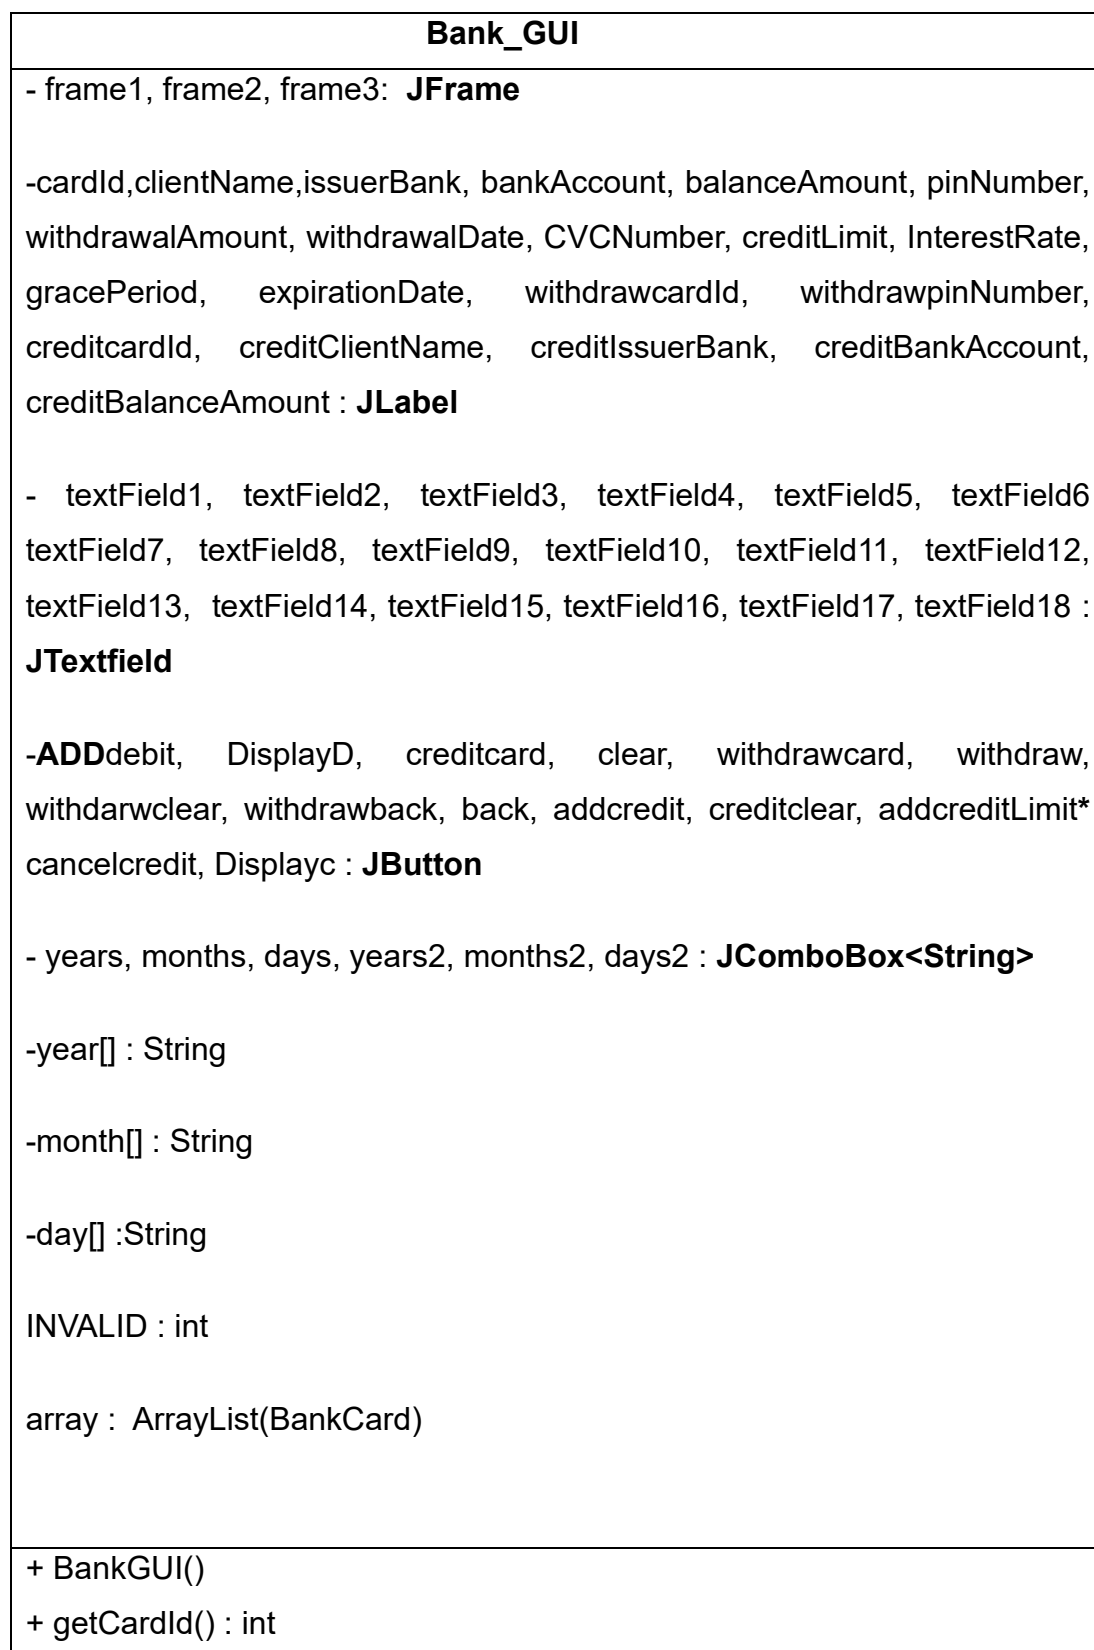 Bank_GUI
- frame1, frame2, frame3: JFrame
-cardId,clientName,issuerBank, bankAccount, balanceAmount, pinNumber,
withdrawalAmount, withdrawalDate, CVCNumber, creditLimit, InterestRate,
gracePeriod, expirationDate, withdrawcardId, withdrawpinNumber,
creditcardId, creditClientName, creditIssuerBank, creditBankAccount,
creditBalanceAmount : JLabel
- textField1, textField2, textField3, textField4, textField5, textField6
textField7, textField8, textField9, textField10, textField11, textField12,
textField13, textField14, textField15, textField16, textField17, textField18 :
JTextfield
-ADDdebit, DisplayD, creditcard, clear, withdrawcard, withdraw,
withdarwclear, withdrawback, back, addcredit, creditclear, addcreditLimit*
cancelcredit, Displayc : JButton
- years, months, days, years2, months2, days2 : JComboBox<String>
-year[] : String
-month[] : String
-day[] :String
INVALID : int
array : ArrayList(BankCard)
+ BankGUI()
+ getCardId() : int